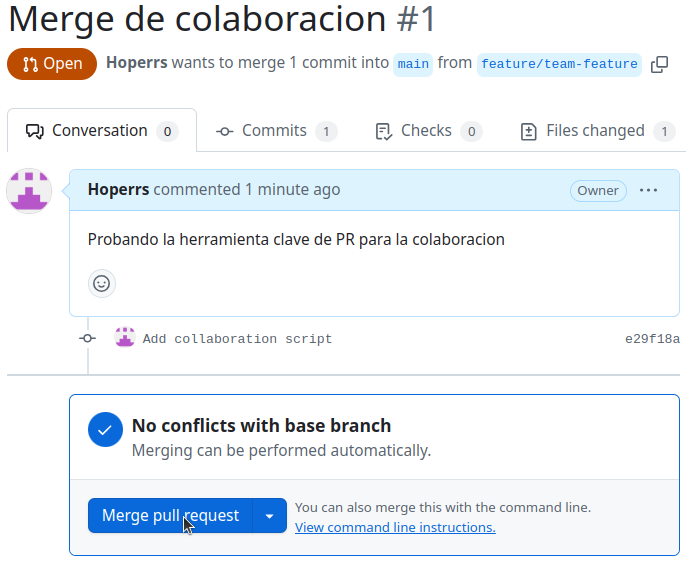 Merge de colaboracion #1
Open Hoperrs wants to merge 1 commit into main from feature/team-feature
Conversation 0 Commits 1 Checks 0 Files changed 1
Hoperrs commented 1 minute ago Owner
Probando la herramienta clave de PR para la colaboracion
Add collaboration script e29f18a
No conflicts with base branch
Merging can be performed automatically.
Merge pull request You can also merge this with the command line.
View command line instructions.